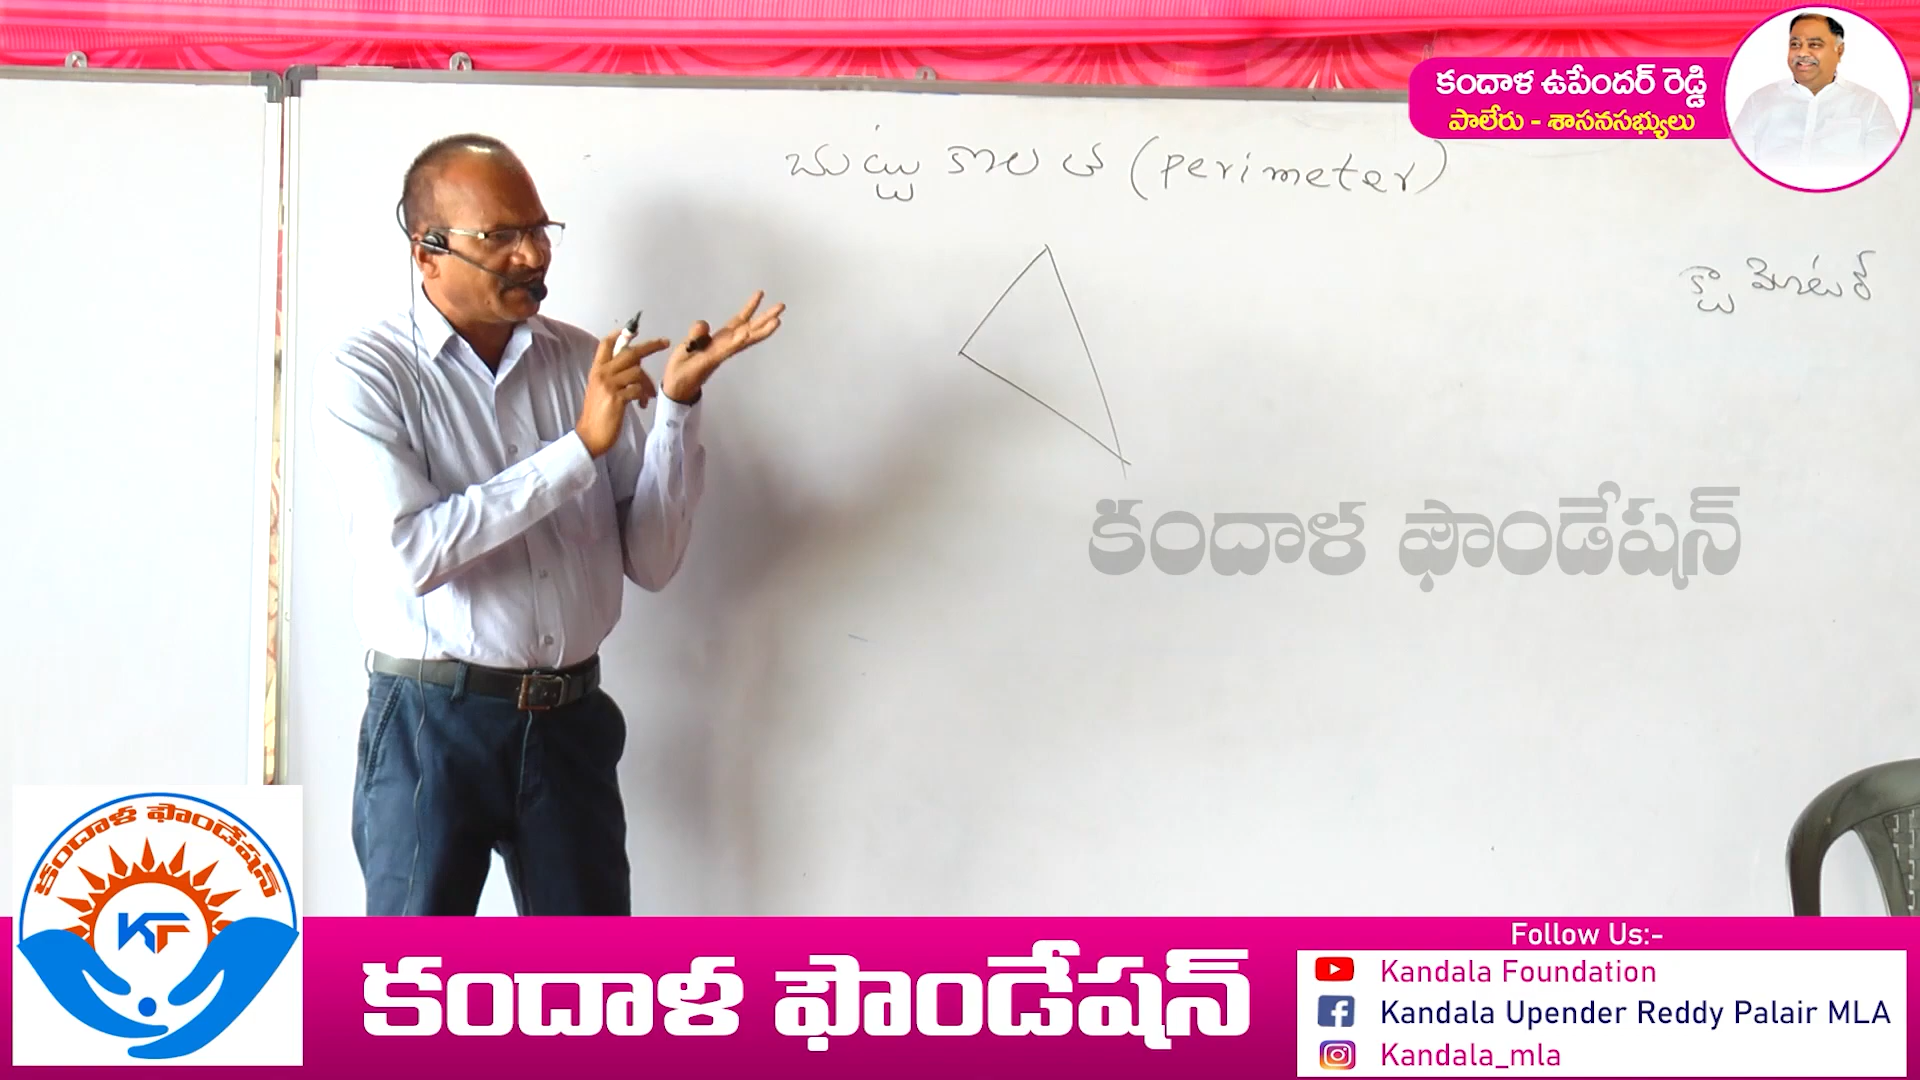 కందాళ ఉపేందర్ రెడ్డి
పాలేరు - శాసనసభ్యులు
చుట్టు కొలత (perimeter)
కందాళ ఫౌండేషన్
కందాళ ఫౌండేషన్
KF
కందాళ ఫౌండేషన్
Follow Us:-
Kandala Foundation
Kandala Upender Reddy Palair MLA
Kandala_mla